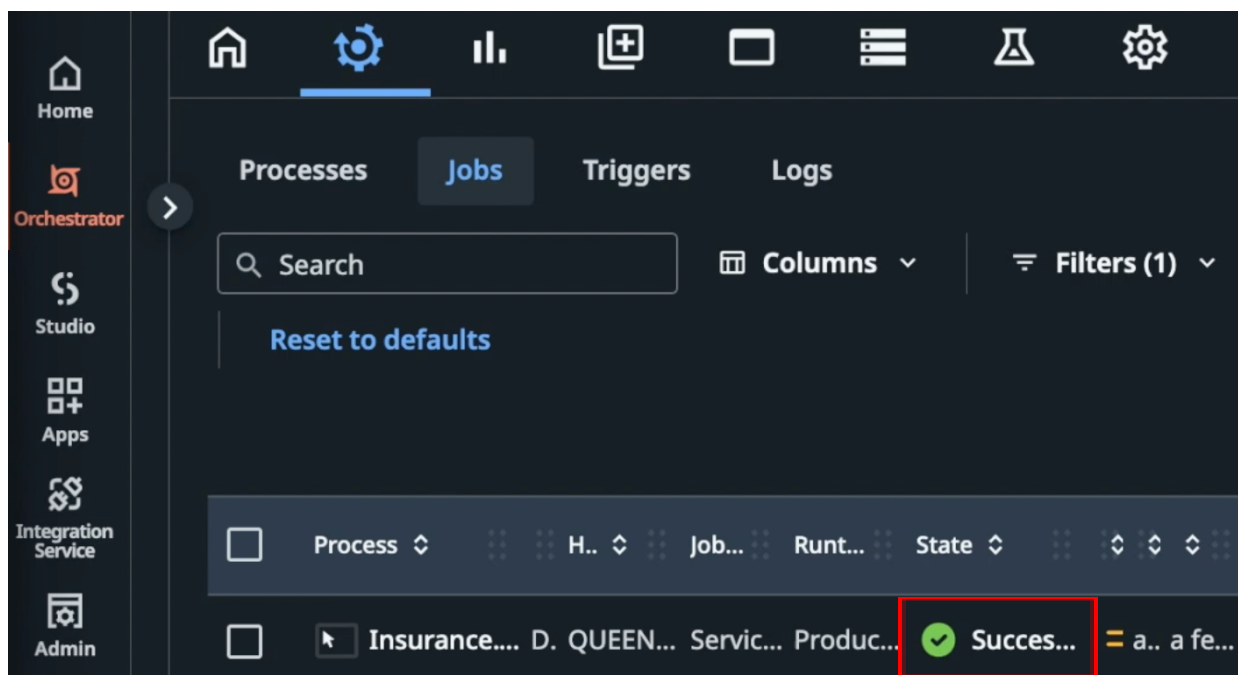 Home
Orchestrator
Studio
Apps
Integration
Service
Admin
Processes Jobs Triggers Logs
Search Columns Filters (1)
Reset to defaults
Process H.. Job... Runt... State
Insurance.... D. QUEEN... Servic... Produc... Succes... a.. a fe...